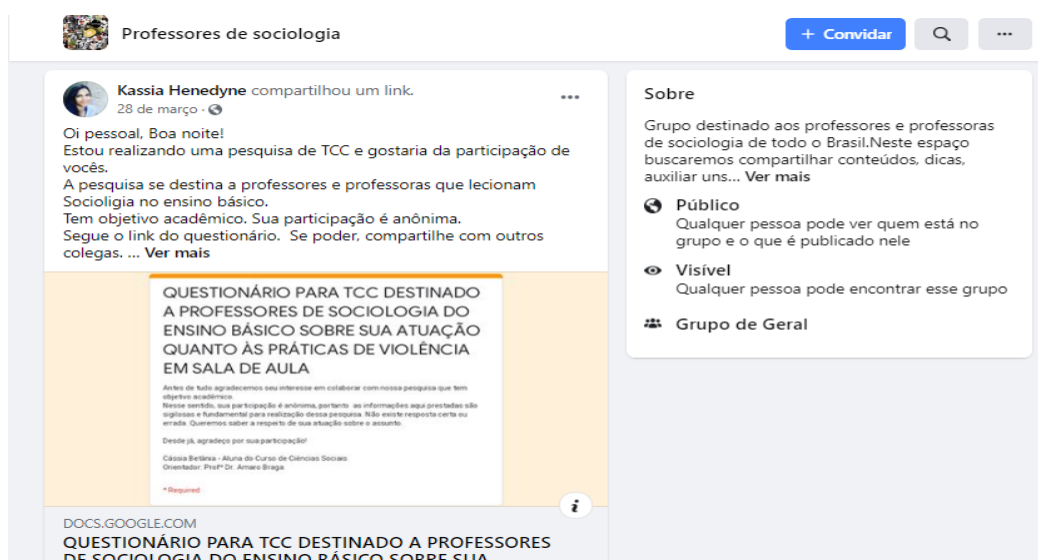 Professores de sociologia
+ Convidar
Kassia Henedyne compartilhou um link.
28 de março ·
Oi pessoal, Boa noite!
Estou realizando uma pesquisa de TCC e gostaria da participação de
vocês.
A pesquisa se destina a professores e professoras que lecionam
Socioligia no ensino básico.
Tem objetivo acadêmico. Sua participação é anônima.
Segue o link do questionário. Se poder, compartilhe com outros
colegas. ... Ver mais
QUESTIONÁRIO PARA TCC DESTINADO
A PROFESSORES DE SOCIOLOGIA DO
ENSINO BÁSICO SOBRE SUA ATUAÇÃO
QUANTO ÀS PRÁTICAS DE VIOLÊNCIA
EM SALA DE AULA
Antes de tudo agradecemos seu interesse em colaborar com nossa pesquisa que tem
objetivo acadêmico.
Nesse sentido, sua participação é anônima, portanto as informações aqui prestadas são
sigilosas e fundamental para realização dessa pesquisa. Não existe resposta certa ou
errada. Queremos saber a respeito de sua atuação sobre o assunto.
Desde já, agradeço por sua participação!
Cássia Betânia - Aluna do Curso de Ciências Sociais
Orientador: Profº Dr. Amaro Braga
* Required
DOCS.GOOGLE.COM
QUESTIONÁRIO PARA TCC DESTINADO A PROFESSORES
DE SOCIOLOGIA DO ENSINO BÁSICO SOBRE SUA
Sobre
Grupo destinado aos professores e professoras
de sociologia de todo o Brasil.Neste espaço
buscaremos compartilhar conteúdos, dicas,
auxiliar uns... Ver mais
Público
Qualquer pessoa pode ver quem está no
grupo e o que é publicado nele
Visível
Qualquer pessoa pode encontrar esse grupo
Grupo de Geral